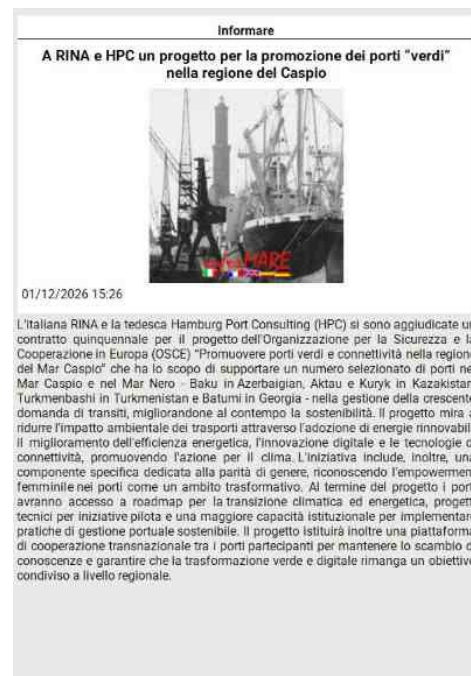 Informare
A RINA e HPC un progetto per la promozione dei porti "verdi"
nella regione del Caspio
01/12/2026 15:26
L'italiana RINA e la tedesca Hamburg Port Consulting (HPC) si sono aggiudicate un
contratto quinquennale per il progetto dell'Organizzazione per la Sicurezza e la
Cooperazione in Europa (OSCE) "Promuovere porti verdi e connettività nella regione
del Mar Caspio" che ha lo scopo di supportare un numero selezionato di porti nel
Mar Caspio e nel Mar Nero - Baku in Azerbaigian, Aktau e Kuryk in Kazakistan,
Turkmenbashi in Turkmenistan e Batumi in Georgia - nella gestione della crescente
domanda di transiti, migliorandone al contempo la sostenibilità. Il progetto mira a
ridurre l'impatto ambientale dei trasporti attraverso l'adozione di energie rinnovabili,
il miglioramento dell'efficienza energetica, l'innovazione digitale e le tecnologie di
connettività, promuovendo l'azione per il clima. L'iniziativa include, inoltre, una
componente specifica dedicata alla parità di genere, riconoscendo l'empowerment
femminile nei porti come un ambito trasformativo. Al termine del progetto i porti
avranno accesso a roadmap per la transizione climatica ed energetica, progetti
tecnici per iniziative pilota e una maggiore capacità istituzionale per implementare
pratiche di gestione portuale sostenibile. Il progetto istituirà inoltre una piattaforma
di cooperazione transnazionale tra i porti partecipanti per mantenere lo scambio di
conoscenze e garantire che la trasformazione verde e digitale rimanga un obiettivo
condiviso a livello regionale.